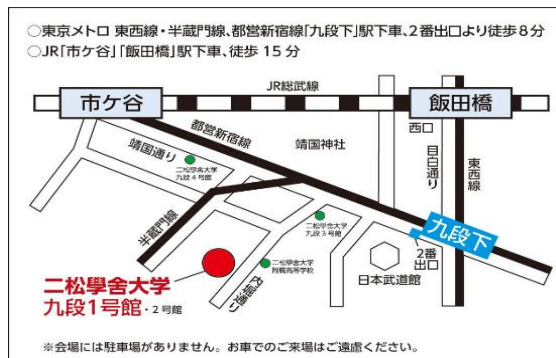 ○東京メトロ 東西線・半蔵門線、都営新宿線「九段下」駅下車、2番出口より徒歩8分
○JR「市ケ谷」「飯田橋」駅下車、徒歩 15 分
JR総武線
市ケ谷
飯田橋
西口
都営新宿線
靖国神社
目白通り
東西線
靖国通り
二松學舍大学
九段4号館
半蔵門線
二松學舍大学
九段3号館
九段下
2番
出口
二松學舍大学
附属高等学校
日本武道館
内堀通り
二松學舍大学
九段1号館・2号館
※会場には駐車場がありません。お車でのご来場はご遠慮ください。